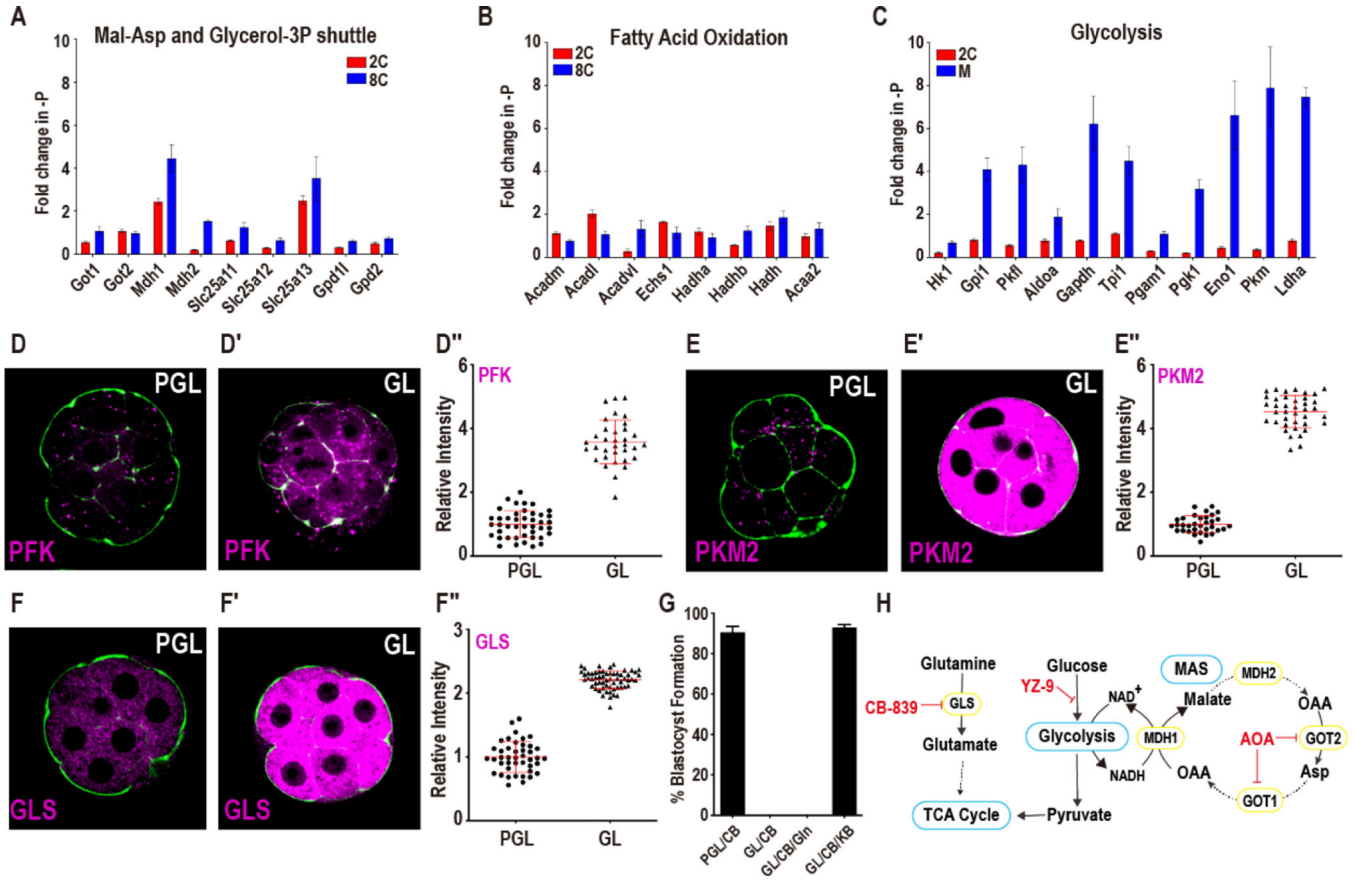 A
Mal-Asp and Glycerol-3P shuttle
2C
8C
Fold change in -P
10
8
6
4
2
0
Got1
Got2
Mdh1
Mdh2
Slc25a11
Slc25a12
Slc25a13
Gpd1l
Gpd2
B
Fatty Acid Oxidation
2C
8C
Fold change in -P
10
8
6
4
2
0
Acadm
Acadl
Acadvl
Echs1
Hadha
Hadhb
Hadh
Acaa2
C
Glycolysis
2C
M
Fold change in -P
10
8
6
4
2
0
Hk1
Gpi1
Pkfl
Aldoa
Gapdh
Tpi1
Pgam1
Pgk1
Eno1
Pkm
Ldha
D
PGL
PFK
D'
GL
PFK
D"
PFK
Relative Intensity
6
4
2
0
PGL
GL
E
PGL
PKM2
E'
GL
PKM2
E"
PKM2
Relative Intensity
6
4
2
0
PGL
GL
F
PGL
GLS
F'
GL
GLS
F"
GLS
Relative Intensity
3
2
1
0
PGL
GL
G
% Blastocyst Formation
100
80
60
40
20
0
PGL/CB
GL/CB
GL/CB/Gln
GL/CB/KB
H
Glutamine
CB-839
GLS
Glutamate
TCA Cycle
Glucose
YZ-9
Glycolysis
Pyruvate
NAD+
NADH
MDH1
MAS
Malate
MDH2
OAA
GOT2
AOA
Asp
GOT1
OAA